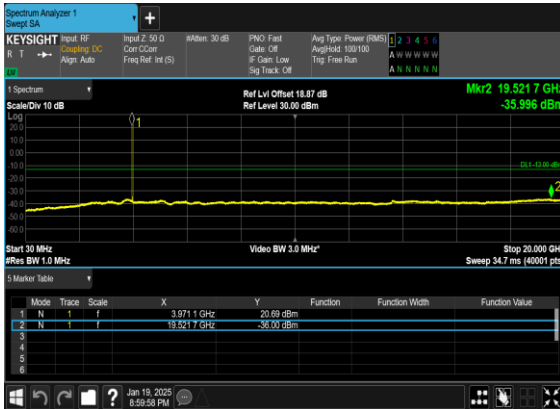 Spectrum Analyzer 1
Swept SA
KEYSIGHT
R T
LXI
Input: RF
Coupling: DC
Align: Auto
Input Z: 50 Ω
Corr CCorr
Freq Ref: Int (S)
#Atten: 30 dB
PNO: Fast
Gate: Off
IF Gain: Low
Sig Track: Off
Avg Type: Power (RMS)
Avg|Hold: 100/100
Trig: Free Run
1 2 3 4 5 6
A W W W W W
A N N N N N
1 Spectrum
Scale/Div 10 dB
Ref Lvl Offset 18.87 dB
Ref Level 30.00 dBm
Mkr2 19.521 7 GHz
-35.996 dBm
Log
20.0
10.0
0.00
-10.0
-20.0
-30.0
-40.0
-50.0
-60.0
1
DL1 -13.00 dBm
2
Start 30 MHz
#Res BW 1.0 MHz
Video BW 3.0 MHz*
Stop 20.000 GHz
Sweep 34.7 ms (40001 pts)
5 Marker Table
Mode Trace Scale X Y Function Function Width Function Value
1 N 1 f 3.971 1 GHz 20.69 dBm
2 N 1 f 19.521 7 GHz -36.00 dBm
3
4
5
6
?
Jan 19, 2025
8:59:58 PM